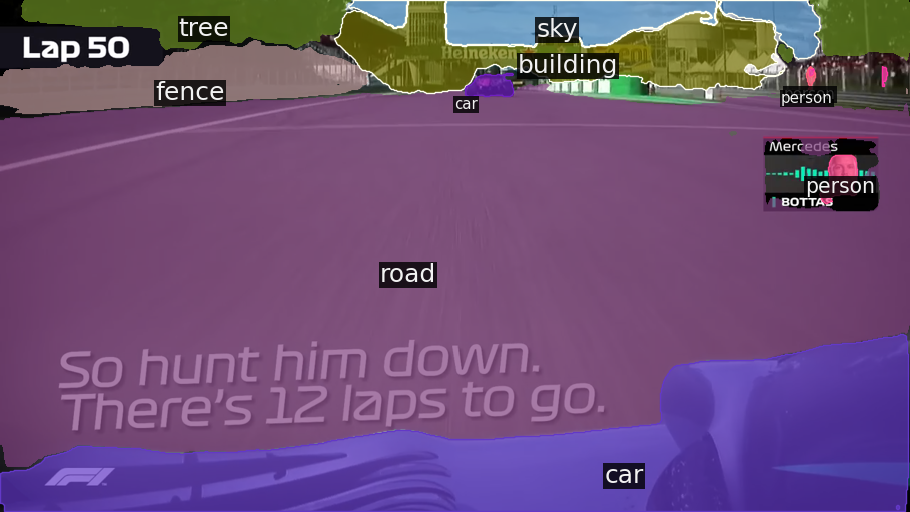 tree
sky
Lap 50
Heineken
building
fence
person
car
Mercedes
person
BOTTAS
road
So hunt him down.
There's 12 laps to go.
car
F1